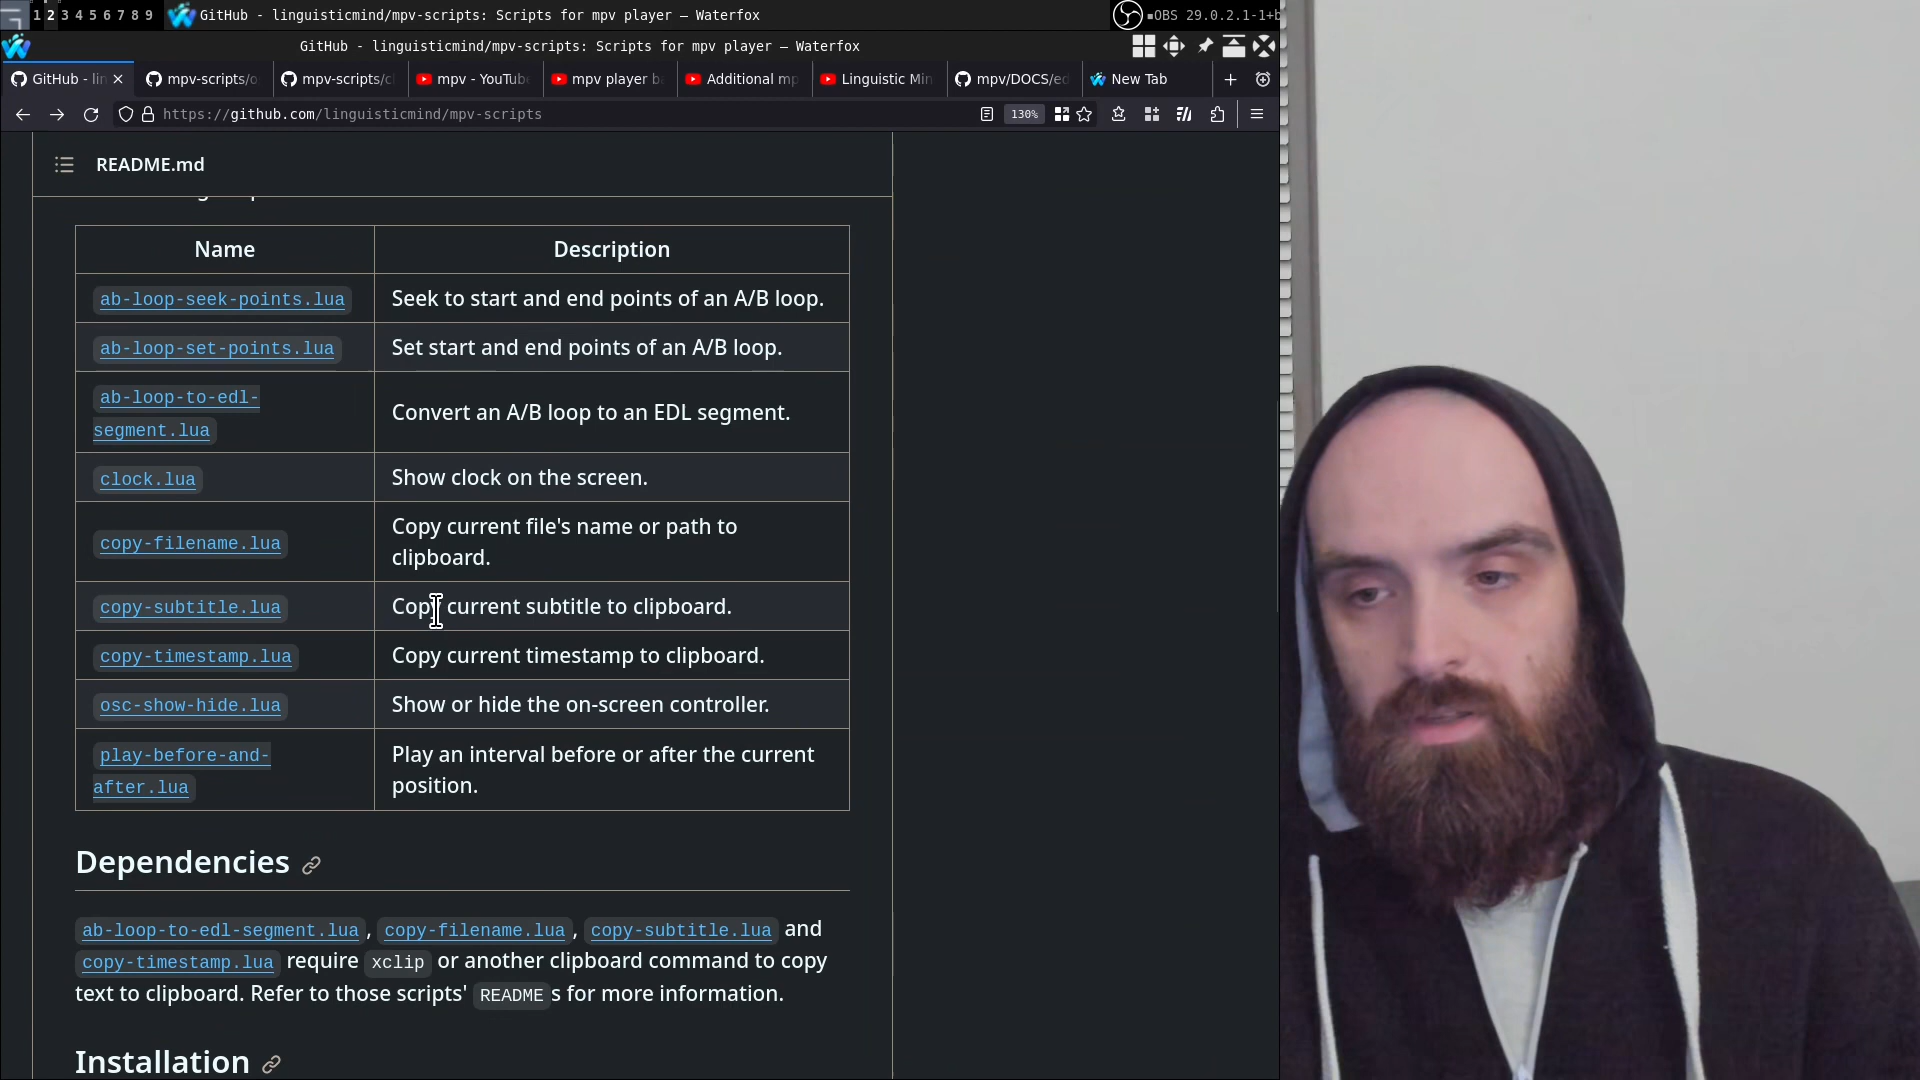 1 2 3 4 5 6 7 8 9
GitHub - linguisticmind/mpv-scripts: Scripts for mpv player — Waterfox
OBS 29.0.2.1-1+b
GitHub - linguisticmind/mpv-scripts: Scripts for mpv player — Waterfox
GitHub - lin
mpv-scripts/o
mpv-scripts/cl
mpv - YouTube
mpv player b
Additional mp
Linguistic Min
mpv/DOCS/ed
New Tab
https://github.com/linguisticmind/mpv-scripts
130%
README.md
Name Description
ab-loop-seek-points.lua Seek to start and end points of an A/B loop.
ab-loop-set-points.lua Set start and end points of an A/B loop.
ab-loop-to-edl-
segment.lua
Convert an A/B loop to an EDL segment.
clock.lua Show clock on the screen.
copy-filename.lua
Copy current file's name or path to
clipboard.
copy-subtitle.lua Copy current subtitle to clipboard.
copy-timestamp.lua Copy current timestamp to clipboard.
osc-show-hide.lua Show or hide the on-screen controller.
play-before-and-
after.lua
Play an interval before or after the current
position.
Dependencies
ab-loop-to-edl-segment.lua, copy-filename.lua, copy-subtitle.lua and
copy-timestamp.lua require xclip or another clipboard command to copy
text to clipboard. Refer to those scripts' READMEs for more information.
Installation